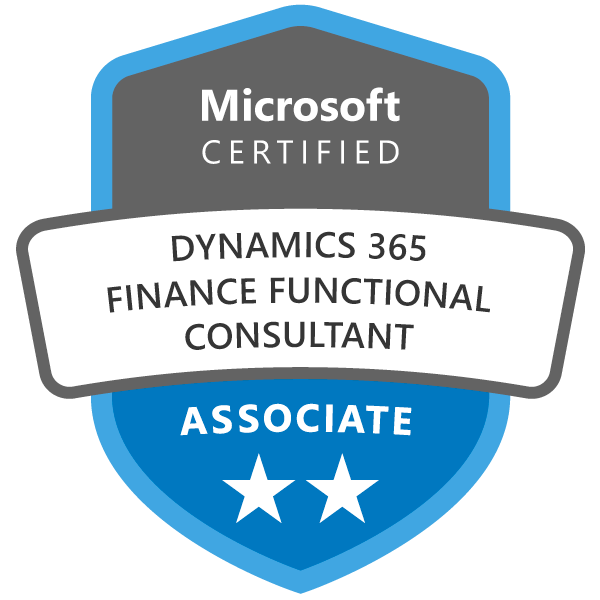 Microsoft
CERTIFIED
DYNAMICS 365
FINANCE FUNCTIONAL
CONSULTANT
ASSOCIATE